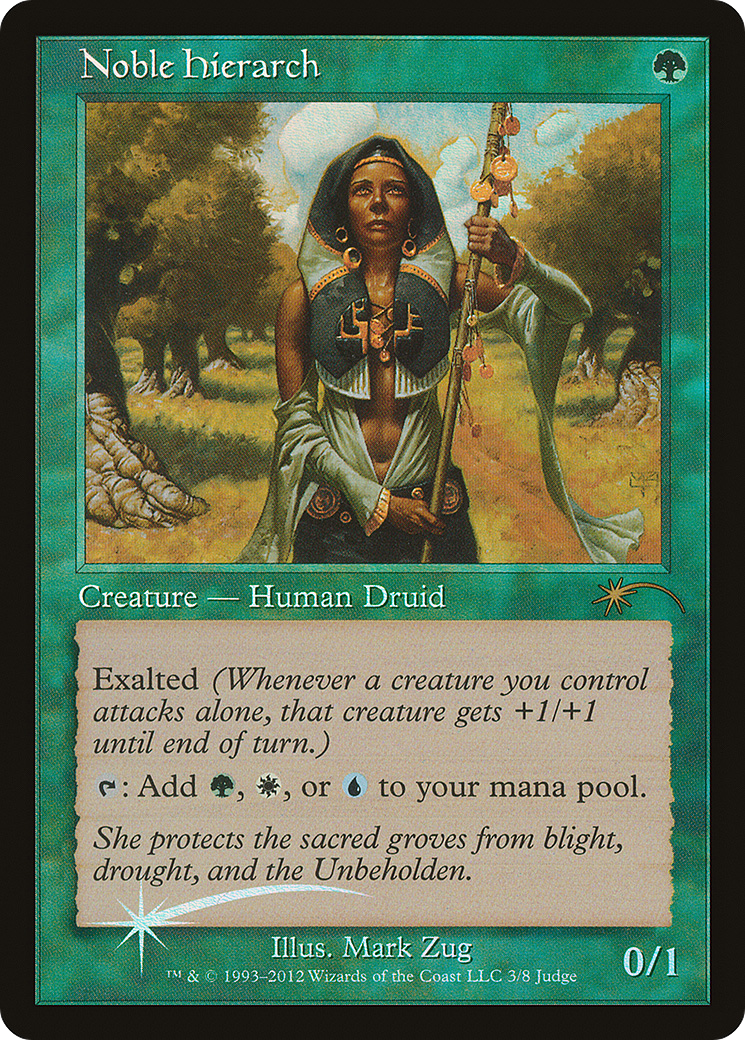 Noble Hierarch
Creature — Human Druid
Exalted (Whenever a creature you control
attacks alone, that creature gets +1/+1
until end of turn.)
: Add , , or to your mana pool.
She protects the sacred groves from blight,
drought, and the Unbeholden.
Illus. Mark Zug
0/1
™ & © 1993–2012 Wizards of the Coast LLC 3/8 Judge